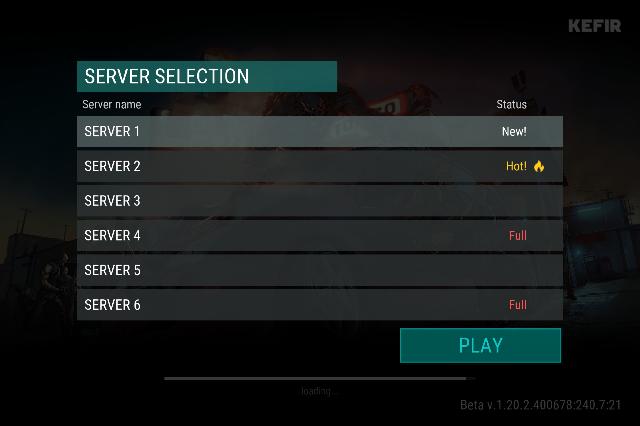 KEFIR
SERVER SELECTION
Server name Status
SERVER 1 New!
SERVER 2 Hot!
SERVER 3
SERVER 4 Full
SERVER 5
SERVER 6 Full
PLAY
loading...
Beta v.1.20.2.400678:240.7:21